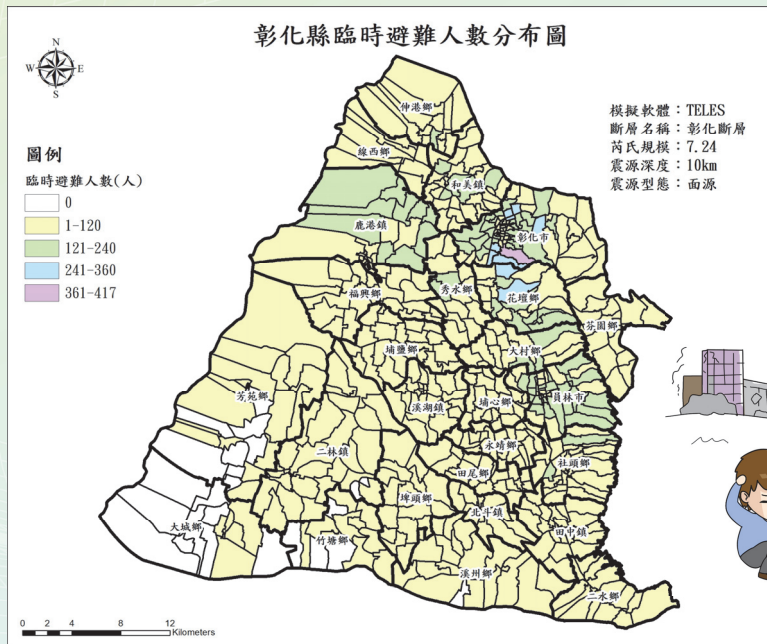 彰化縣臨時避難人數分布圖
N
W E
S
模擬軟體：TELES
斷層名稱：彰化斷層
芮氏規模：7.24
震源深度：10km
震源型態：面源
圖例
臨時避難人數(人)
0
1-120
121-240
241-360
361-417
伸港鄉
線西鄉
和美鎮
鹿港鎮
彰化市
福興鄉
秀水鄉
花壇鄉
芬園鄉
埔鹽鄉
大村鄉
芳苑鄉
溪湖鎮
埔心鄉
員林市
二林鎮
永靖鄉
田尾鄉
社頭鄉
埤頭鄉
北斗鎮
大城鄉
竹塘鄉
田中鎮
溪州鄉
二水鄉
0 2 4 8 12
Kilometers